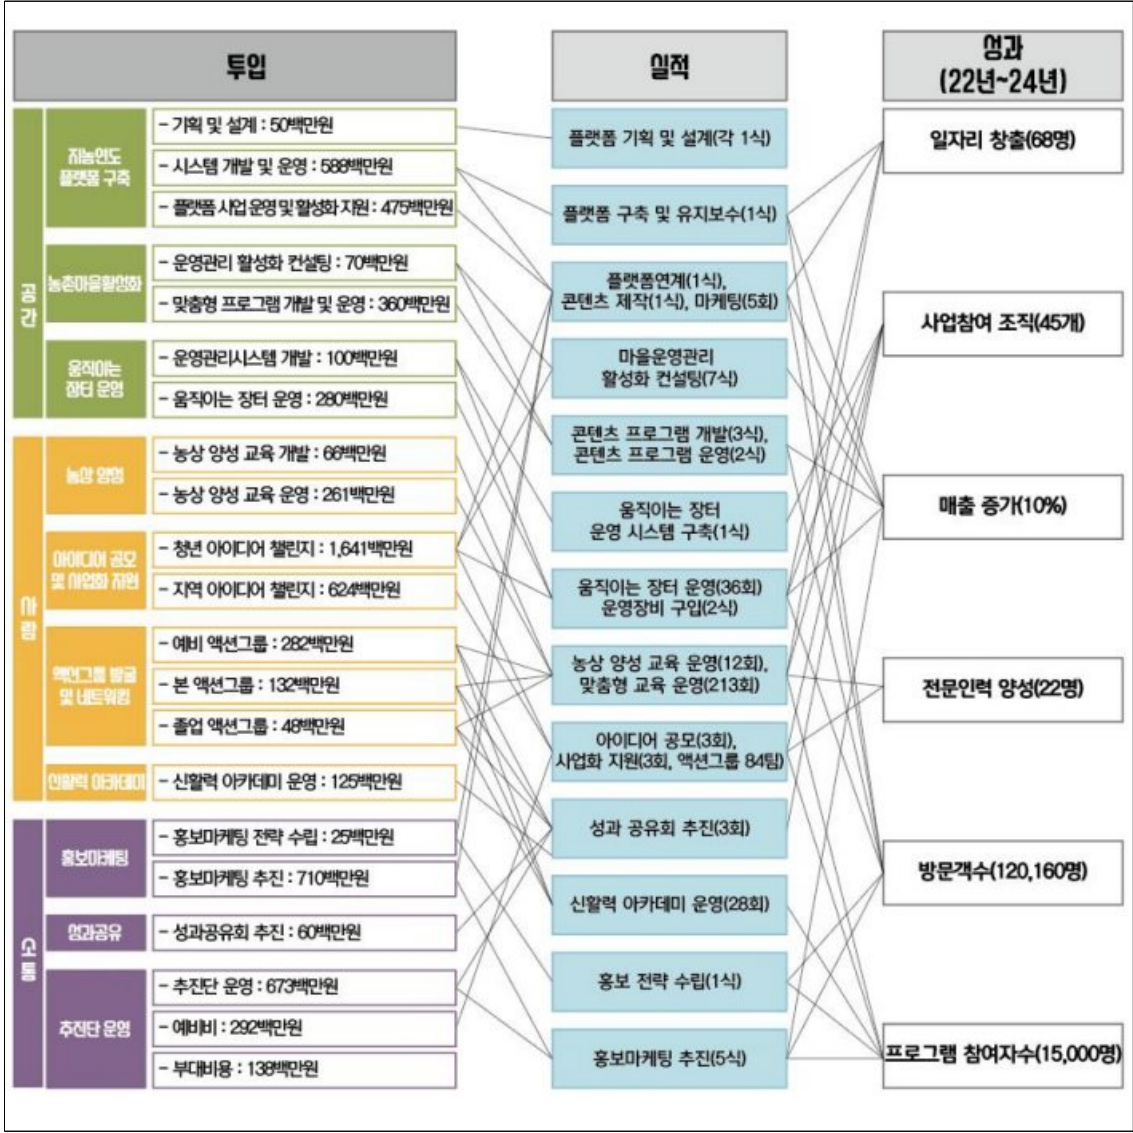 투입
실적
성과
(22년~24년)
공간
지농인도
플랫폼 구축
- 기획 및 설계 : 50백만원
- 시스템 개발 및 운영 : 588백만원
- 플랫폼 사업 운영 및 활성화 지원 : 475백만원
농촌마을활성화
- 운영관리 활성화 컨설팅 : 70백만원
- 맞춤형 프로그램 개발 및 운영 : 360백만원
움직이는
장터 운영
- 운영관리시스템 개발 : 100백만원
- 움직이는 장터 운영 : 280백만원
사람
농상 양성
- 농상 양성 교육 개발 : 66백만원
- 농상 양성 교육 운영 : 261백만원
아이디어 공모
및 사업화 지원
- 청년 아이디어 챌린지 : 1,641백만원
- 지역 아이디어 챌린지 : 624백만원
액션그룹 발굴
및 네트워킹
- 예비 액션그룹 : 282백만원
- 본 액션그룹 : 132백만원
- 졸업 액션그룹 : 48백만원
신활력 아카데미
- 신활력 아카데미 운영 : 125백만원
소통
홍보마케팅
- 홍보마케팅 전략 수립 : 25백만원
- 홍보마케팅 추진 : 710백만원
성과공유
- 성과공유회 추진 : 60백만원
추진단 운영
- 추진단 운영 : 673백만원
- 예비비 : 292백만원
- 부대비용 : 138백만원
플랫폼 기획 및 설계(각 1식)
플랫폼 구축 및 유지보수(1식)
플랫폼연계(1식),
콘텐츠 제작(1식), 마케팅(5회)
마을운영관리
활성화 컨설팅(7식)
콘텐츠 프로그램 개발(3식),
콘텐츠 프로그램 운영(2식)
움직이는 장터
운영 시스템 구축(1식)
움직이는 장터 운영(36회)
운영장비 구입(2식)
농상 양성 교육 운영(12회),
맞춤형 교육 운영(213회)
아이디어 공모(3회),
사업화 지원(3회, 액션그룹 84팀)
성과 공유회 추진(3회)
신활력 아카데미 운영(28회)
홍보 전략 수립(1식)
홍보마케팅 추진(5식)
일자리 창출(68명)
사업참여 조직(45개)
매출 증가(10%)
전문인력 양성(22명)
방문객수(120,160명)
프로그램 참여자수(15,000명)